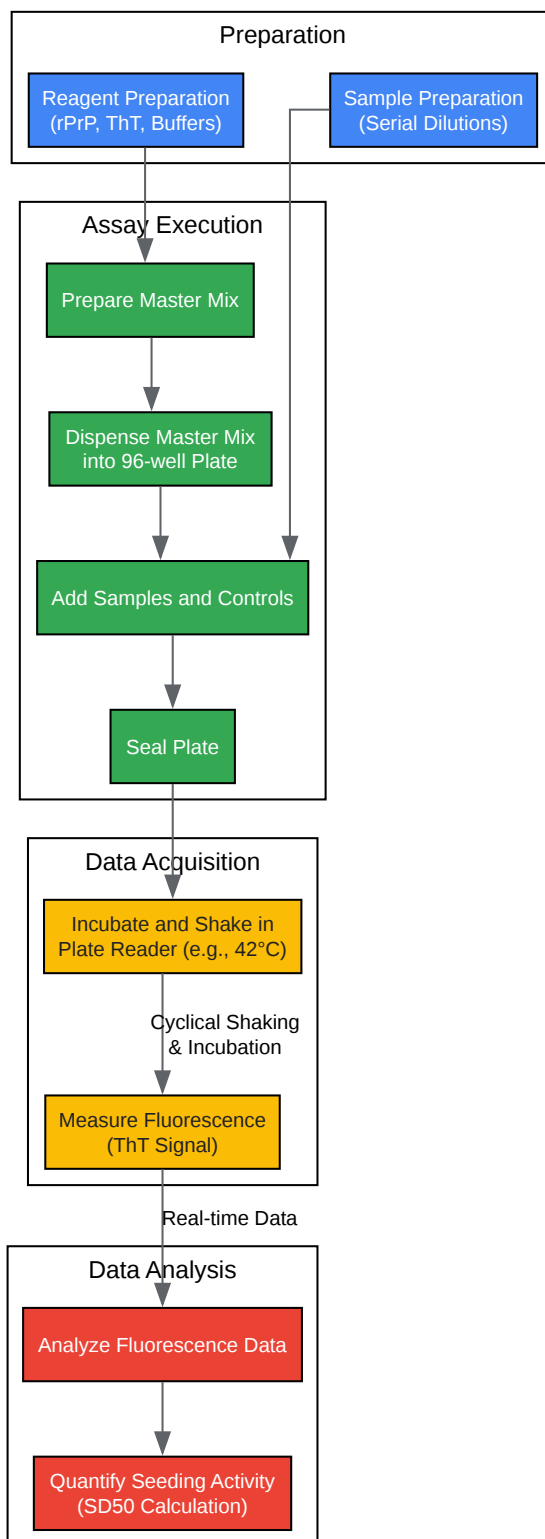 Preparation
Reagent Preparation
(rPrP, ThT, Buffers)
Sample Preparation
(Serial Dilutions)
Assay Execution
Prepare Master Mix
Dispense Master Mix
into 96-well Plate
Add Samples and Controls
Seal Plate
Data Acquisition
Incubate and Shake in
Plate Reader (e.g., 42°C)
Cyclical Shaking
& Incubation
Measure Fluorescence
(ThT Signal)
Real-time Data
Data Analysis
Analyze Fluorescence Data
Quantify Seeding Activity
(SD50 Calculation)